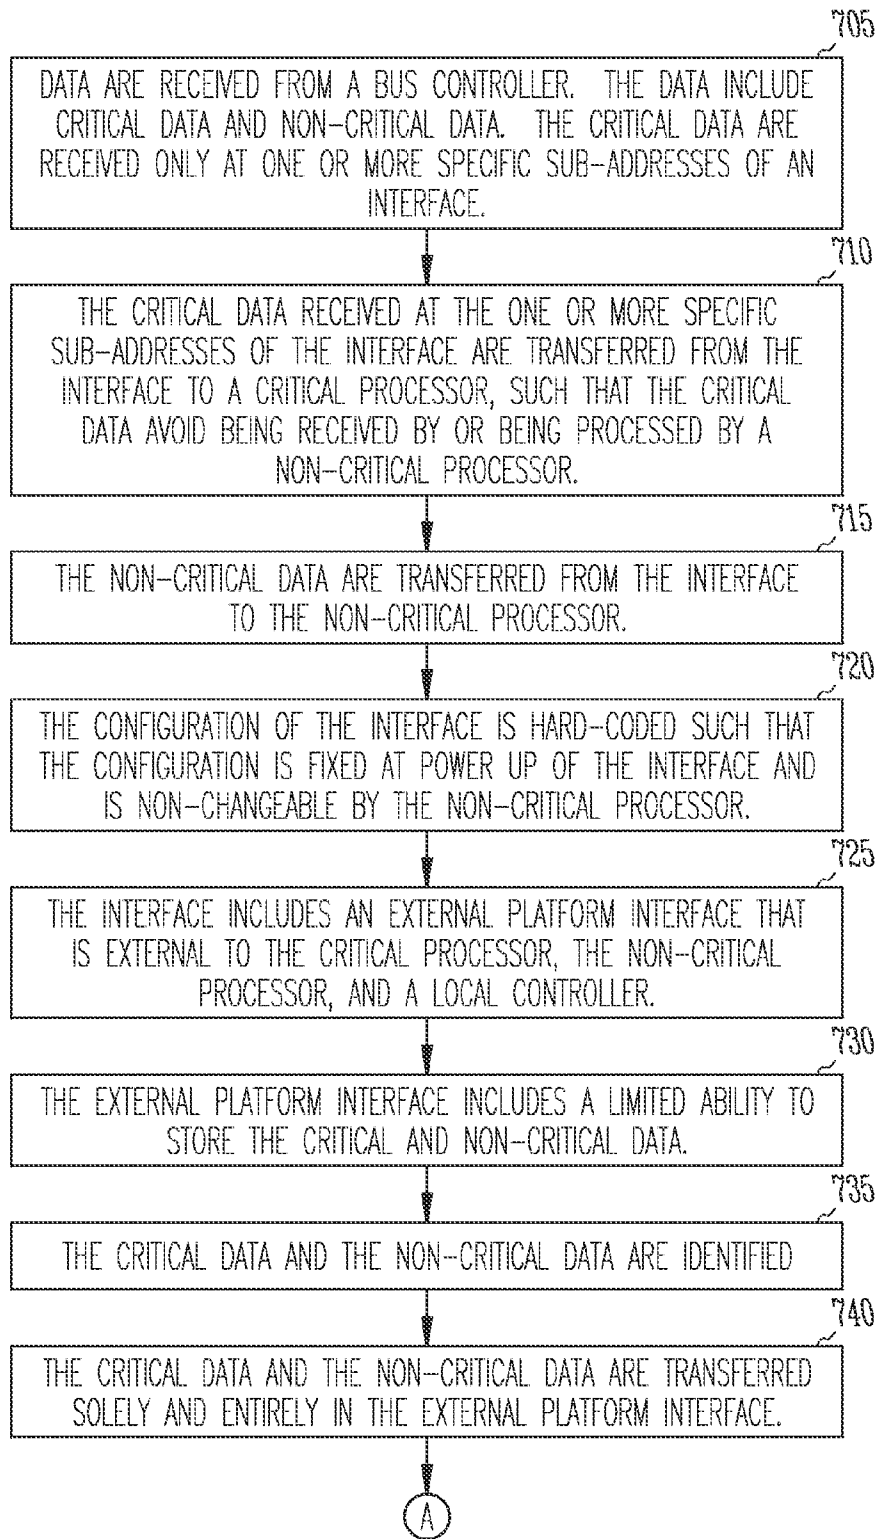 705
DATA ARE RECEIVED FROM A BUS CONTROLLER. THE DATA INCLUDE
CRITICAL DATA AND NON-CRITICAL DATA. THE CRITICAL DATA ARE
RECEIVED ONLY AT ONE OR MORE SPECIFIC SUB-ADDRESSES OF AN
INTERFACE.
710
THE CRITICAL DATA RECEIVED AT THE ONE OR MORE SPECIFIC
SUB-ADDRESSES OF THE INTERFACE ARE TRANSFERRED FROM THE
INTERFACE TO A CRITICAL PROCESSOR, SUCH THAT THE CRITICAL
DATA AVOID BEING RECEIVED BY OR BEING PROCESSED BY A
NON-CRITICAL PROCESSOR.
715
THE NON-CRITICAL DATA ARE TRANSFERRED FROM THE INTERFACE
TO THE NON-CRITICAL PROCESSOR.
720
THE CONFIGURATION OF THE INTERFACE IS HARD-CODED SUCH THAT
THE CONFIGURATION IS FIXED AT POWER UP OF THE INTERFACE AND
IS NON-CHANGEABLE BY THE NON-CRITICAL PROCESSOR.
725
THE INTERFACE INCLUDES AN EXTERNAL PLATFORM INTERFACE THAT
IS EXTERNAL TO THE CRITICAL PROCESSOR, THE NON-CRITICAL
PROCESSOR, AND A LOCAL CONTROLLER.
730
THE EXTERNAL PLATFORM INTERFACE INCLUDES A LIMITED ABILITY TO
STORE THE CRITICAL AND NON-CRITICAL DATA.
735
THE CRITICAL DATA AND THE NON-CRITICAL DATA ARE IDENTIFIED
740
THE CRITICAL DATA AND THE NON-CRITICAL DATA ARE TRANSFERRED
SOLELY AND ENTIRELY IN THE EXTERNAL PLATFORM INTERFACE.
A